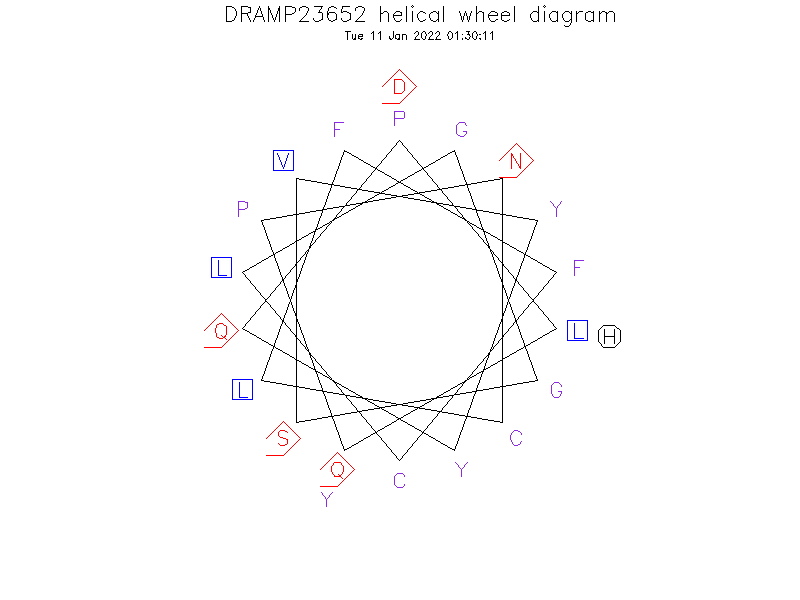 DRAMP23652 helical wheel diagram
Tue 11 Jan 2022 01:30:11
D
F P G
V N
P Y
L F
Q L H
L G
S C
Q C Y
Y